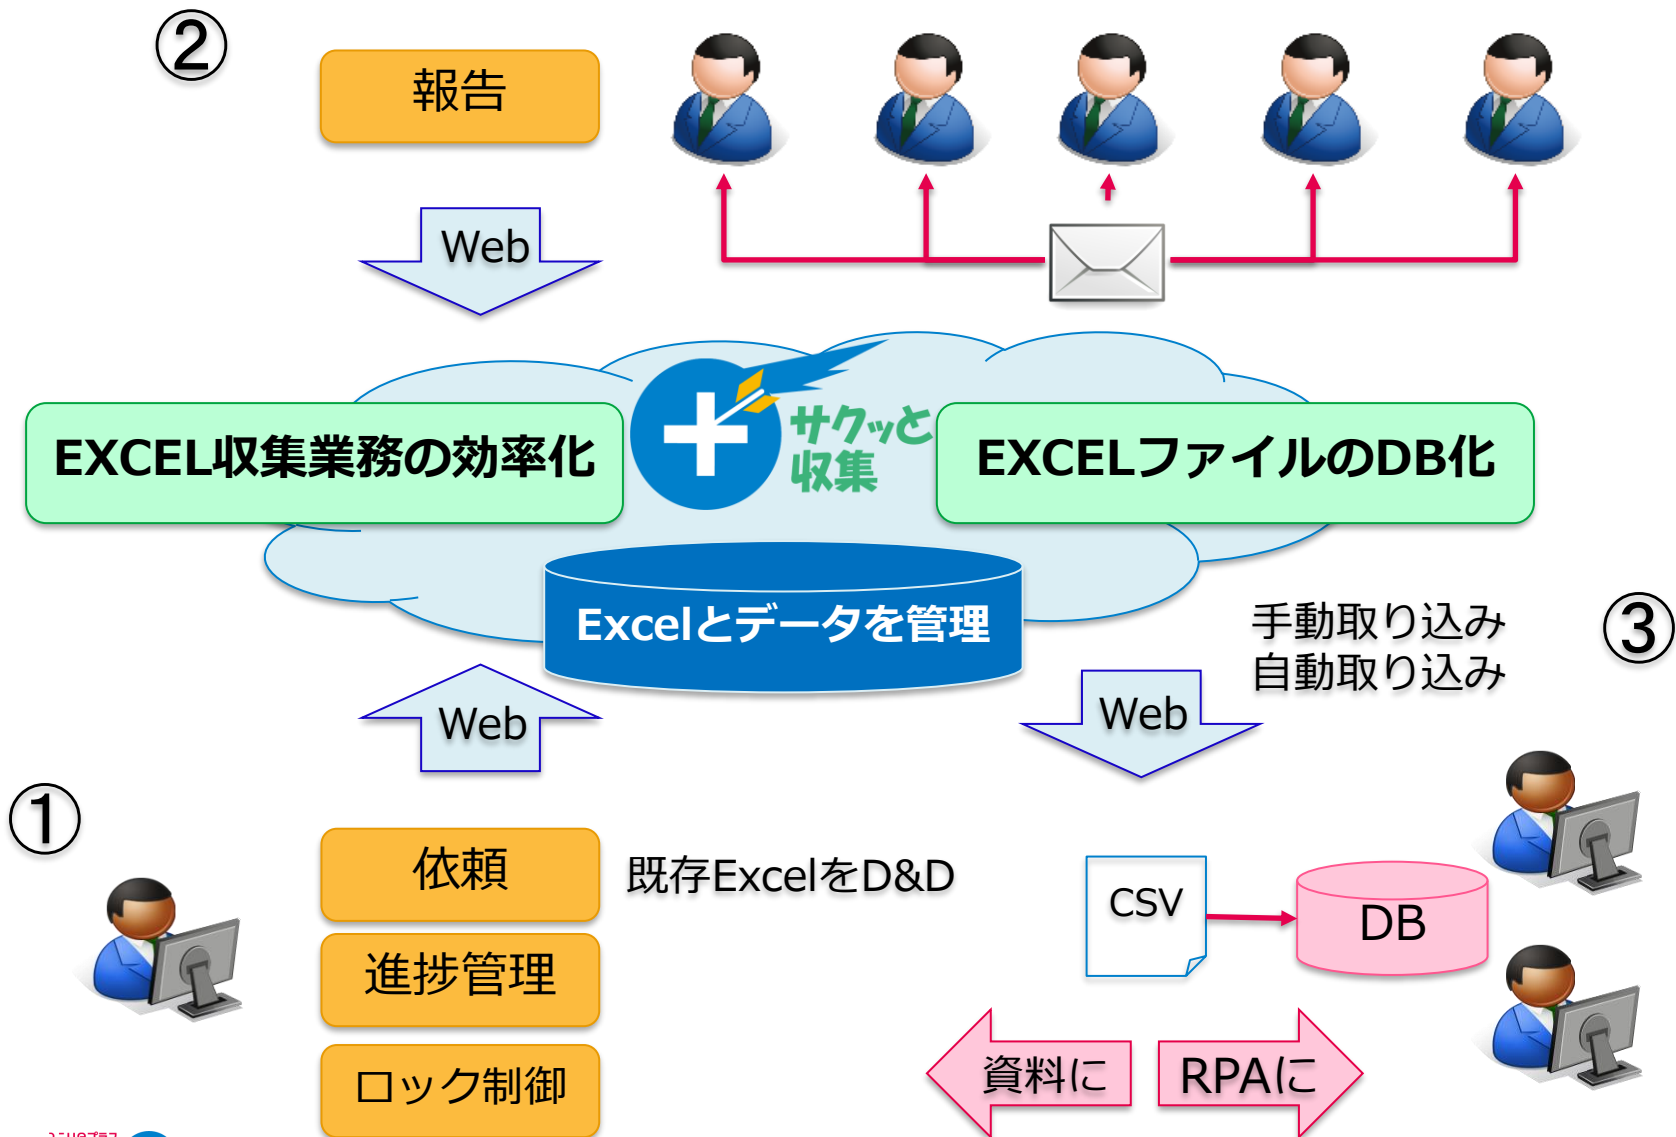 ②
報告
Web
EXCEL収集業務の効率化
サクッと
収集
EXCELファイルのDB化
Excelとデータを管理
手動取り込み
自動取り込み
③
Web
Web
①
依頼
既存ExcelをD&D
進捗管理
ロック制御
CSV
DB
資料に
RPAに